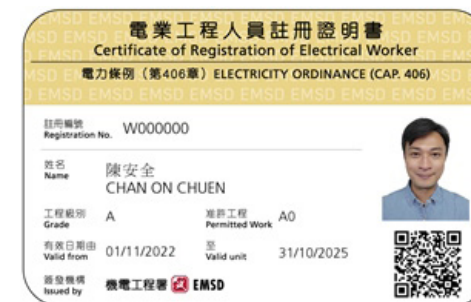 電業工程人員註冊證明書
Certificate of Registration of Electrical Worker
電力條例（第406章）ELECTRICITY ORDINANCE (CAP. 406)
註冊編號
Registration No. W000000
姓名
Name
陳安全
CHAN ON CHUEN
工程級別
Grade
A
准許工程
Permitted Work
A0
有效日期由
Valid from
01/11/2022
至
Valid unit
31/10/2025
簽發機構
Issued by
機電工程署 EMSD